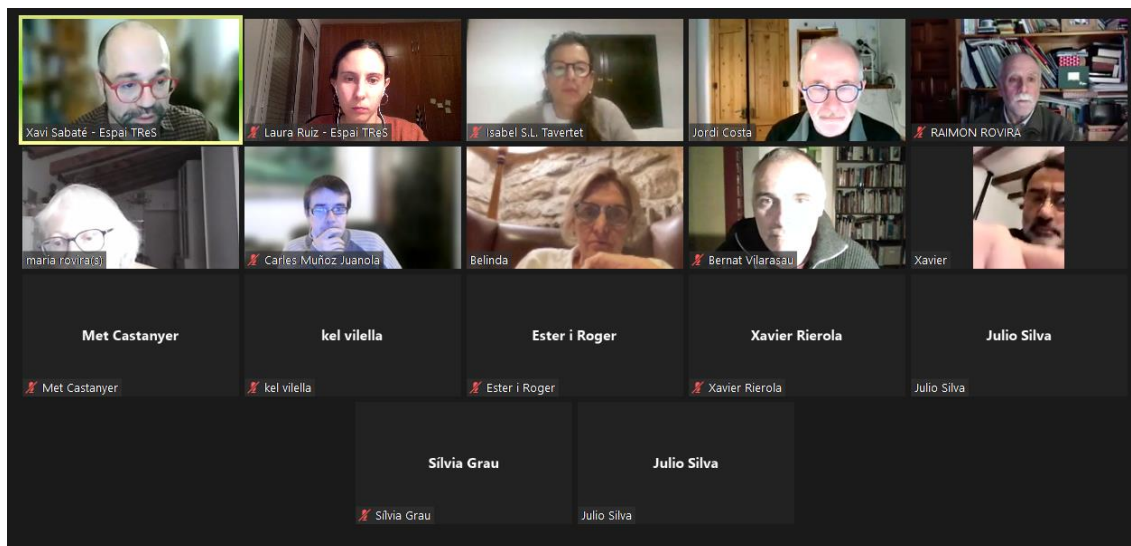 Xavi Sabaté - Espai TReS
Laura Ruiz - Espai TReS
Isabel S.L. Tavertet
Jordi Costa
RAIMON ROVIRA
maria rovira(s)
Carles Muñoz Juanola
Belinda
Bernat Vilarasau
Xavier
Met Castanyer
Met Castanyer
kel vilella
kel vilella
Ester i Roger
Ester i Roger
Xavier Rierola
Xavier Rierola
Julio Silva
Julio Silva
Sílvia Grau
Sílvia Grau
Julio Silva
Julio Silva